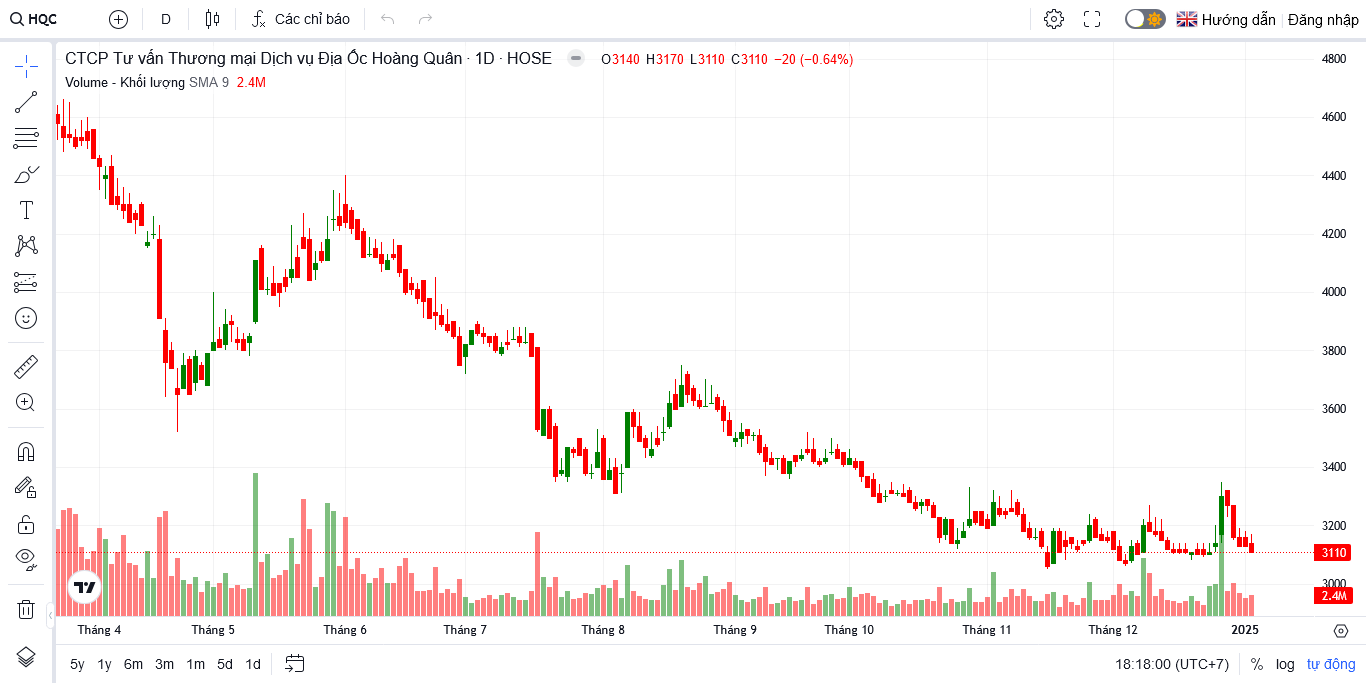 HQC D Các chỉ báo Hướng dẫn Đăng nhập
CTCP Tư vấn Thương mại Dịch vụ Địa Ốc Hoàng Quân · 1D · HOSE O3140 H3170 L3110 C3110 −20 (−0.64%)
Volume - Khối lượng SMA 9 2.4M
4800
4600
4400
4200
4000
3800
3600
3400
3200
3110
3000
2.4M
Tháng 4 Tháng 5 Tháng 6 Tháng 7 Tháng 8 Tháng 9 Tháng 10 Tháng 11 Tháng 12 2025
5y 1y 6m 3m 1m 5d 1d 18:18:00 (UTC+7) % log tự động